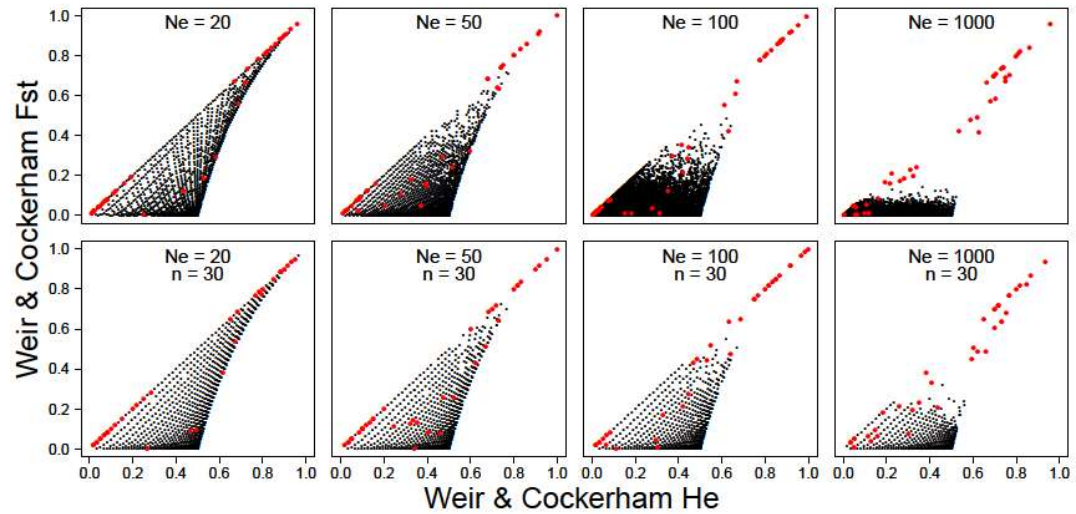 Ne = 20
Ne = 50
Ne = 100
Ne = 1000
1.0
0.8
0.6
0.4
0.2
0.0
Weir & Cockerham Fst
Ne = 20
n = 30
Ne = 50
n = 30
Ne = 100
n = 30
Ne = 1000
n = 30
1.0
0.8
0.6
0.4
0.2
0.0
0.0 0.2 0.4 0.6 0.8 1.0
0.0 0.2 0.4 0.6 0.8 1.0
0.0 0.2 0.4 0.6 0.8 1.0
0.0 0.2 0.4 0.6 0.8 1.0
Weir & Cockerham He